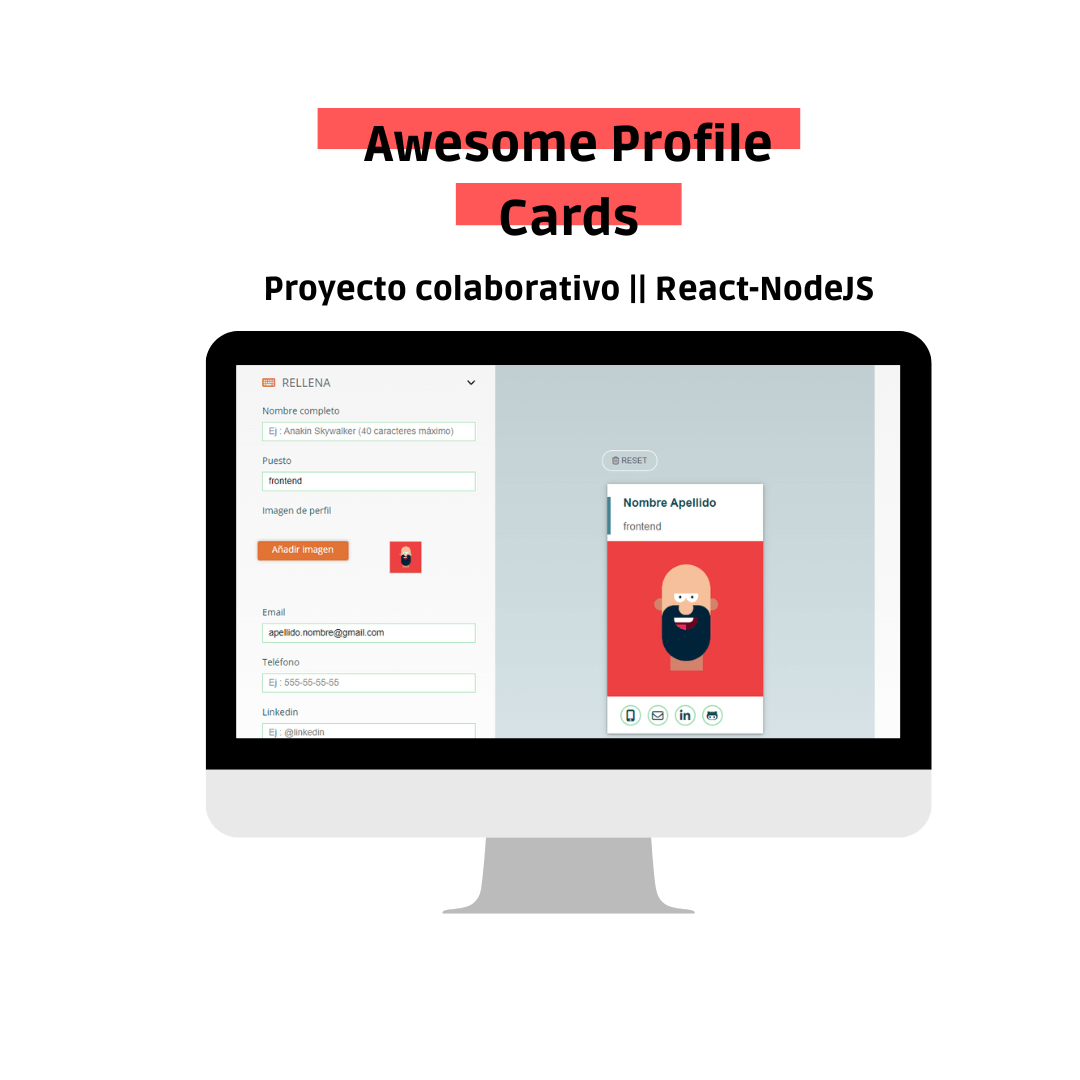 Awesome Profile
Cards
Proyecto colaborativo || React-NodeJS
RELLENA
Nombre completo
Ej : Anakin Skywalker (40 caracteres máximo)
Puesto
frontend
Imagen de perfil
Añadir imagen
Email
apellido.nombre@gmail.com
Teléfono
Ej : 555-55-55-55
Linkedin
Ej : @linkedin
RESET
Nombre Apellido
frontend
in